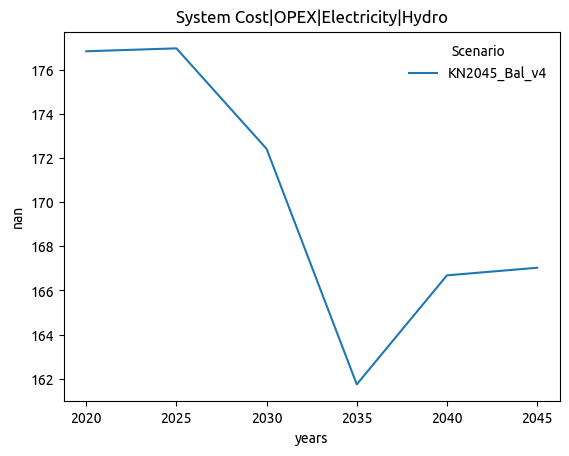 System Cost|OPEX|Electricity|Hydro
Scenario
KN2045_Bal_v4
176
174
172
170
168
166
164
162
nan
2020 2025 2030 2035 2040 2045
years